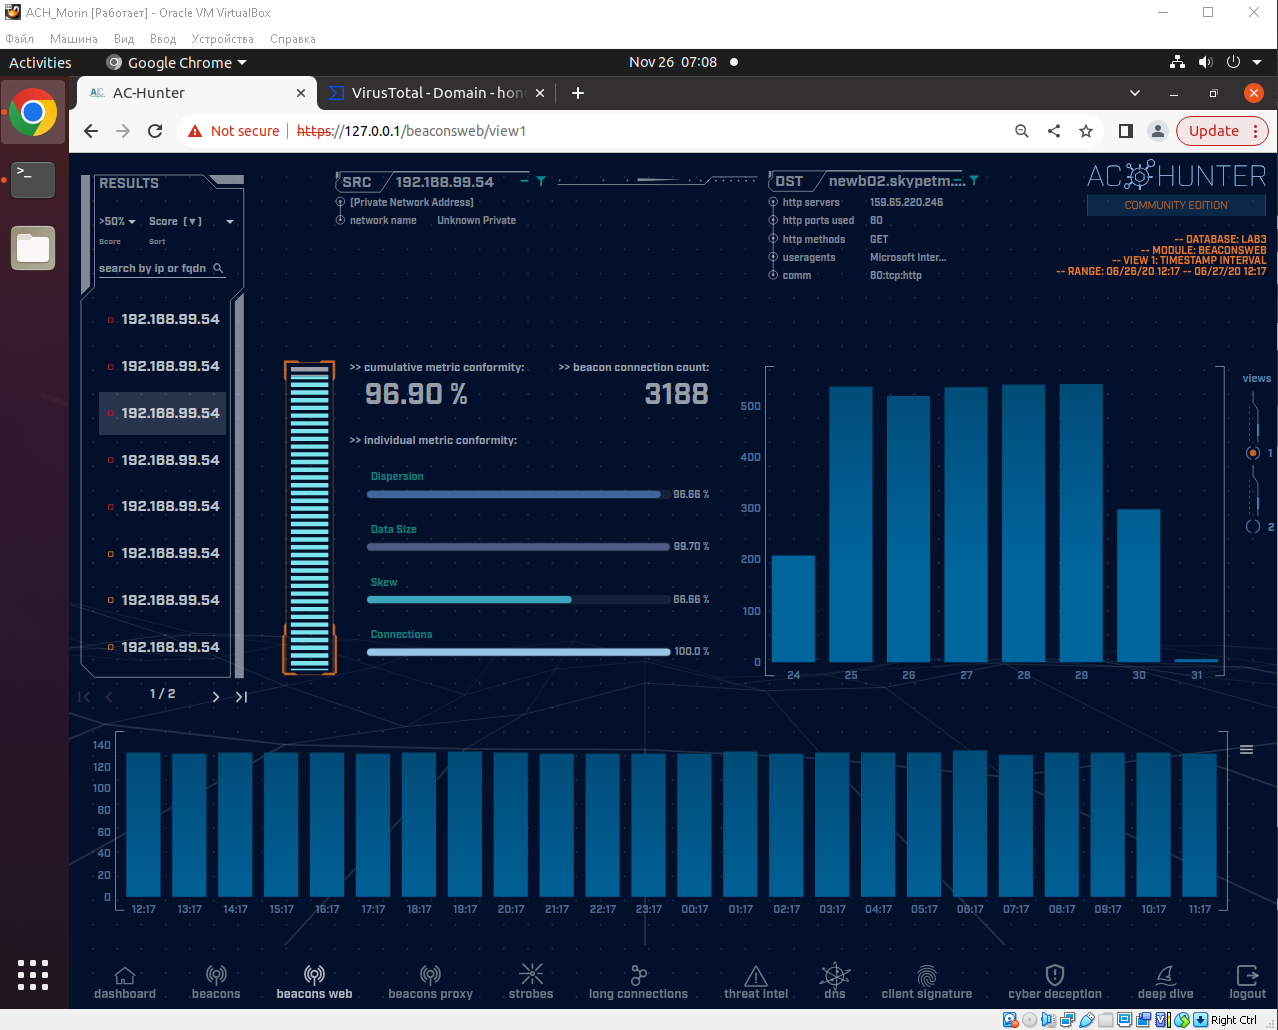 ACH_Morin [Работает] - Oracle VM VirtualBox
Файл Машина Вид Ввод Устройства Справка
Activities Google Chrome Nov 26 07:08
AC-Hunter VirusTotal - Domain - hon
Not secure https://127.0.0.1/beaconsweb/view1 Update
RESULTS
>50% Score (▼)
Score Sort
search by ip or fqdn
192.168.99.54
192.168.99.54
192.168.99.54
192.168.99.54
192.168.99.54
192.168.99.54
192.168.99.54
192.168.99.54
1 / 2
SRC 192.168.99.54
[Private Network Address]
network name Unknown Private
DST newb02.skypetm....
http servers 159.65.220.246
http ports used 80
http methods GET
useragents Microsoft Inter...
comm 80:tcp:http
AC HUNTER
COMMUNITY EDITION
-- DATABASE: LAB3
-- MODULE: BEACONSWEB
-- VIEW 1: TIMESTAMP INTERVAL
-- RANGE: 06/26/20 12:17 -- 06/27/20 12:17
>> cumulative metric conformity: >> beacon connection count:
96.90 % 3188
>> individual metric conformity:
Dispersion
96.66 %
Data Size
99.70 %
Skew
66.66 %
Connections
100.0 %
500
400
300
200
100
0
24 25 26 27 28 29 30 31
views
1
2
140
120
100
80
60
40
20
0
12:17 13:17 14:17 15:17 16:17 17:17 18:17 19:17 20:17 21:17 22:17 23:17 00:17 01:17 02:17 03:17 04:17 05:17 06:17 07:17 08:17 09:17 10:17 11:17
dashboard beacons beacons web beacons proxy strobes long connections threat intel dns client signature cyber deception deep dive logout
Right Ctrl